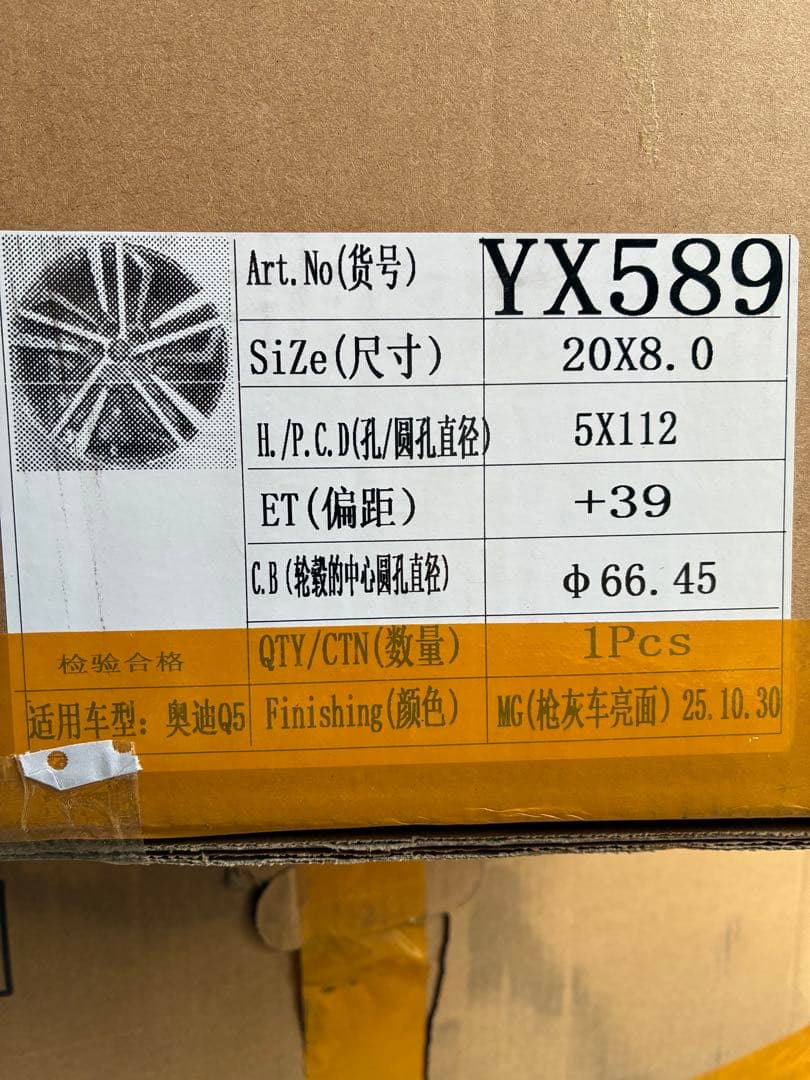 Art.No(货号) YX589
SiZe(尺寸) 20X8.0
H./P.C.D(孔/圆孔直径) 5X112
ET(偏距) +39
C.B(轮毂的中心圆孔直径) φ66.45
检验合格 QTY/CTN(数量) 1Pcs
适用车型：奥迪Q5 Finishing(颜色) MG(枪灰车亮面) 25.10.30